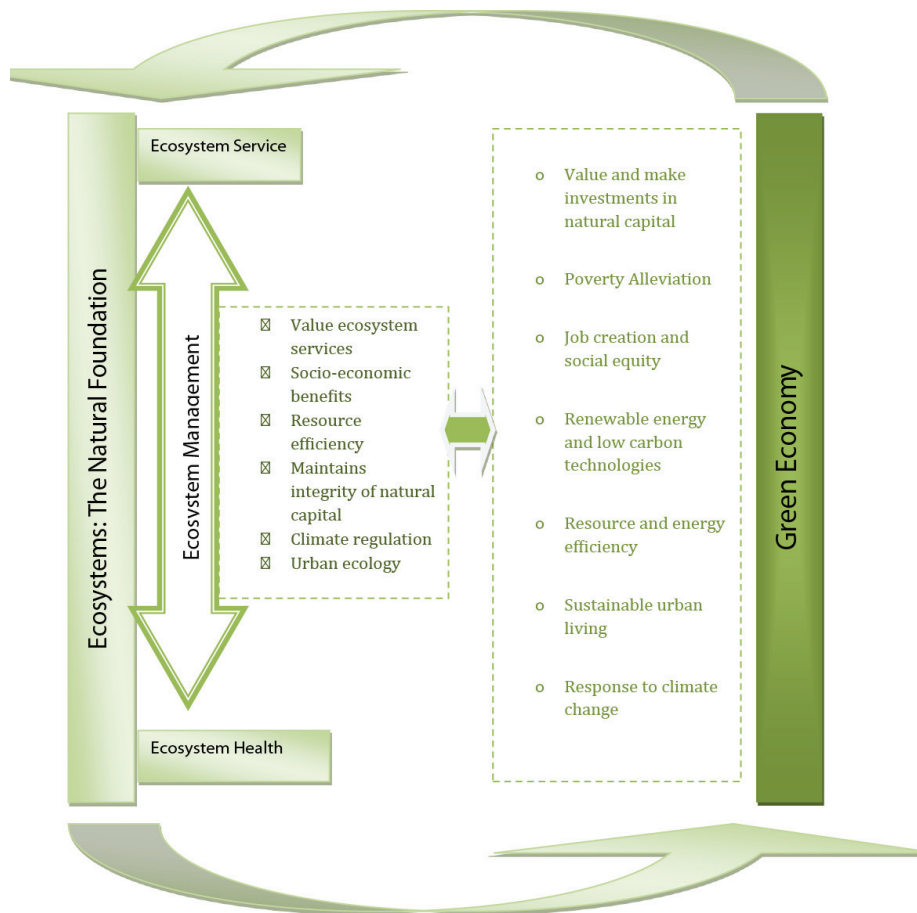 Ecosystems: The Natural Foundation
Ecosystem Service
Ecosystem Management
Ecosystem Health
Value ecosystem
services
Socio-economic
benefits
Resource
efficiency
Maintains
integrity of natural
capital
Climate regulation
Urban ecology
o Value and make
investments in
natural capital
o Poverty Alleviation
o Job creation and
social equity
o Renewable energy
and low carbon
technologies
o Resource and energy
efficiency
o Sustainable urban
living
o Response to climate
change
Green Economy